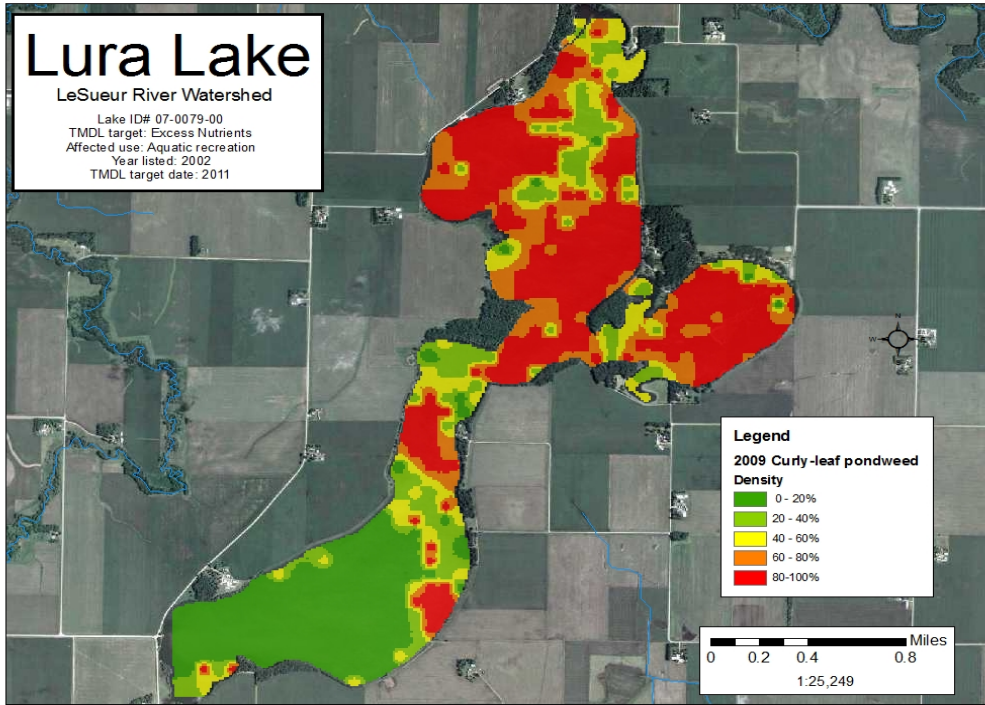 Lura Lake
LeSueur River Watershed
Lake ID# 07-0079-00
TMDL target: Excess Nutrients
Affected use: Aquatic recreation
Year listed: 2002
TMDL target date: 2011
N
W
Legend
2009 Curly-leaf pondweed
Density
0 - 20%
20 - 40%
40 - 60%
60 - 80%
80-100%
Miles
0 0.2 0.4 0.8
1:25,249